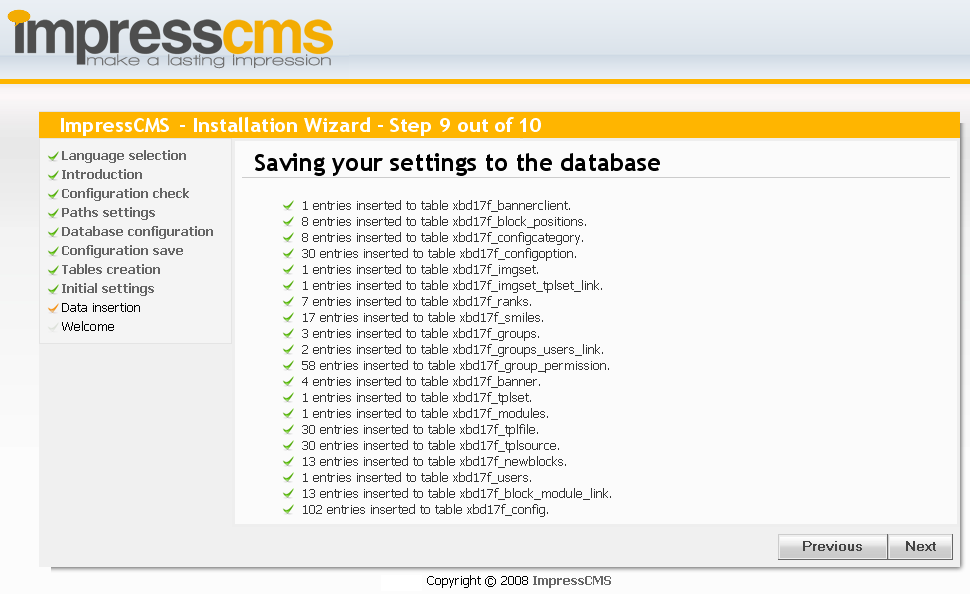 impresscms
make a lasting impression
ImpressCMS - Installation Wizard - Step 9 out of 10
Language selection
Introduction
Configuration check
Paths settings
Database configuration
Configuration save
Tables creation
Initial settings
Data insertion
Welcome
Saving your settings to the database
1 entries inserted to table xbd17f_bannerclient.
8 entries inserted to table xbd17f_block_positions.
8 entries inserted to table xbd17f_configcategory.
30 entries inserted to table xbd17f_configoption.
1 entries inserted to table xbd17f_imgset.
1 entries inserted to table xbd17f_imgset_tplset_link.
7 entries inserted to table xbd17f_ranks.
17 entries inserted to table xbd17f_smiles.
3 entries inserted to table xbd17f_groups.
2 entries inserted to table xbd17f_groups_users_link.
58 entries inserted to table xbd17f_group_permission.
4 entries inserted to table xbd17f_banner.
1 entries inserted to table xbd17f_tplset.
1 entries inserted to table xbd17f_modules.
30 entries inserted to table xbd17f_tplfile.
30 entries inserted to table xbd17f_tplsource.
13 entries inserted to table xbd17f_newblocks.
1 entries inserted to table xbd17f_users.
13 entries inserted to table xbd17f_block_module_link.
102 entries inserted to table xbd17f_config.
Previous Next
Copyright © 2008 ImpressCMS